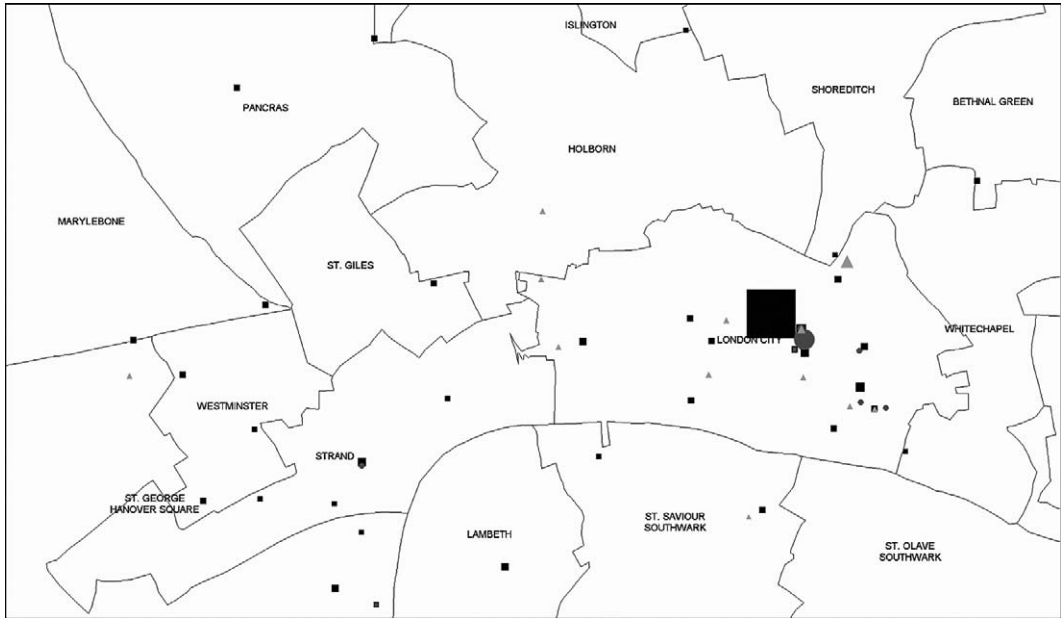 ISLINGTON
SHOREDITCH
BETHNAL GREEN
PANCRAS
HOLBORN
MARYLEBONE
ST. GILES
WHITECHAPEL
LONDON CITY
WESTMINSTER
STRAND
ST. GEORGE
HANOVER SQUARE
LAMBETH
ST. SAVIOUR
SOUTHWARK
ST. OLAVE
SOUTHWARK